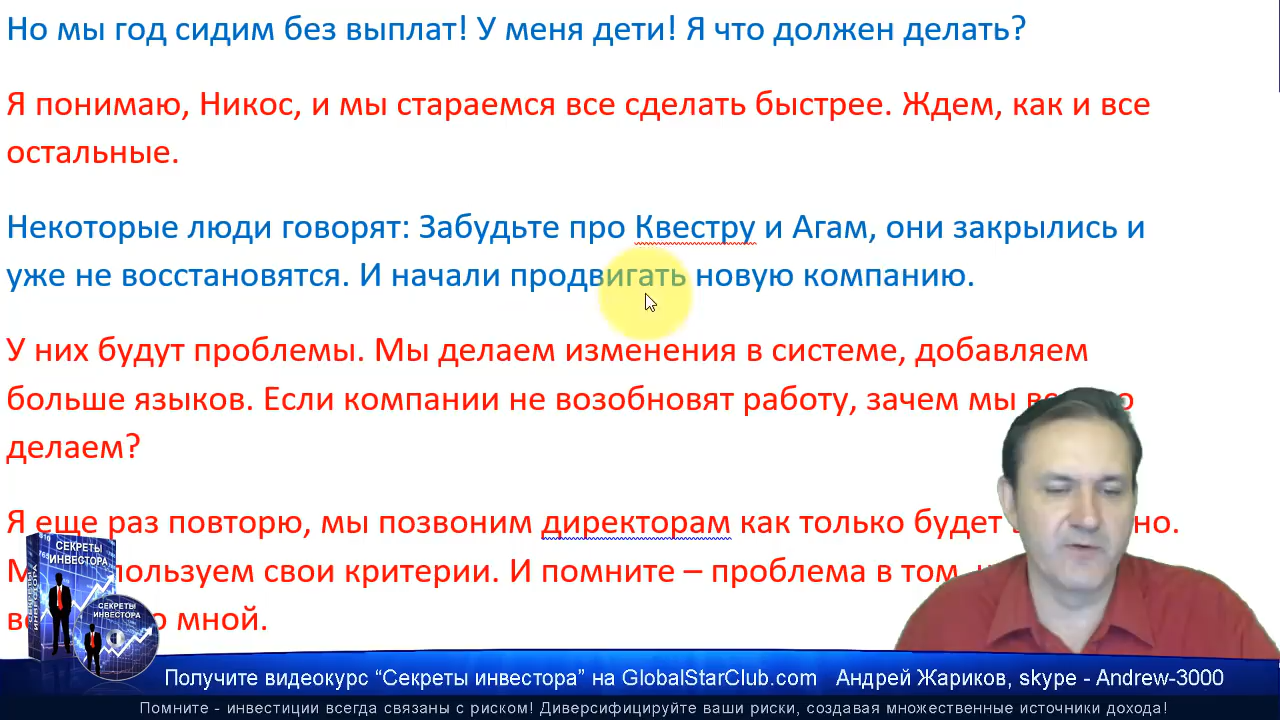 Но мы год сидим без выплат! У меня дети! Я что должен делать?
Я понимаю, Никос, и мы стараемся все сделать быстрее. Ждем, как и все
остальные.
Некоторые люди говорят: Забудьте про Квестру и Агам, они закрылись и
уже не восстановятся. И начали продвигать новую компанию.
У них будут проблемы. Мы делаем изменения в системе, добавляем
больше языков. Если компании не возобновят работу, зачем мы
делаем?
Я еще раз повторю, мы позвоним директорам как только будет
свои критерии. И помните – проблема в том,
мной.
СЕКРЕТЫ
ИНВЕСТОРА
СЕКРЕТЫ
ИНВЕСТОРА
Получите видеокурс “Секреты инвестора” на GlobalStarClub.com Андрей Жариков, skype - Andrew-3000
Помните - инвестиции всегда связаны с риском! Диверсифицируйте ваши риски, создавая множественные источники дохода!